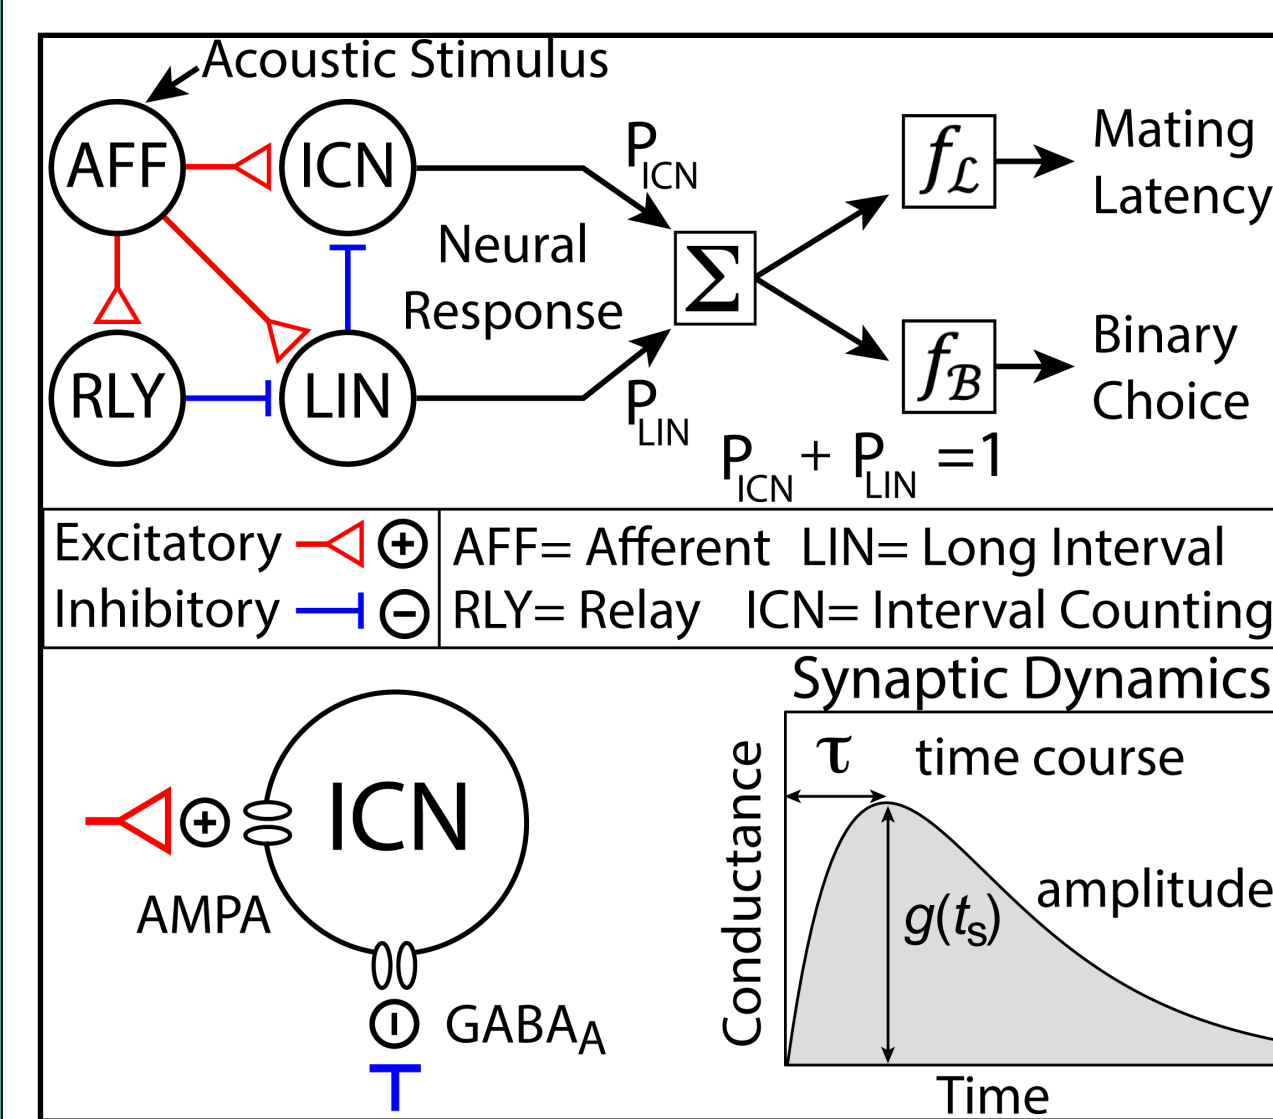 Acoustic Stimulus
AFF
ICN
RLY
LIN
Neural
Response
P_ICN
P_LIN
Σ
f_ℒ
f_ℬ
Mating
Latency
Binary
Choice
P_ICN + P_LIN =1
Excitatory +
Inhibitory −
AFF= Afferent LIN= Long Interval
RLY= Relay ICN= Interval Counting
ICN
+
AMPA
−
GABA_A
Synaptic Dynamics
τ time course
amplitude
g(t_s)
Conductance
Time